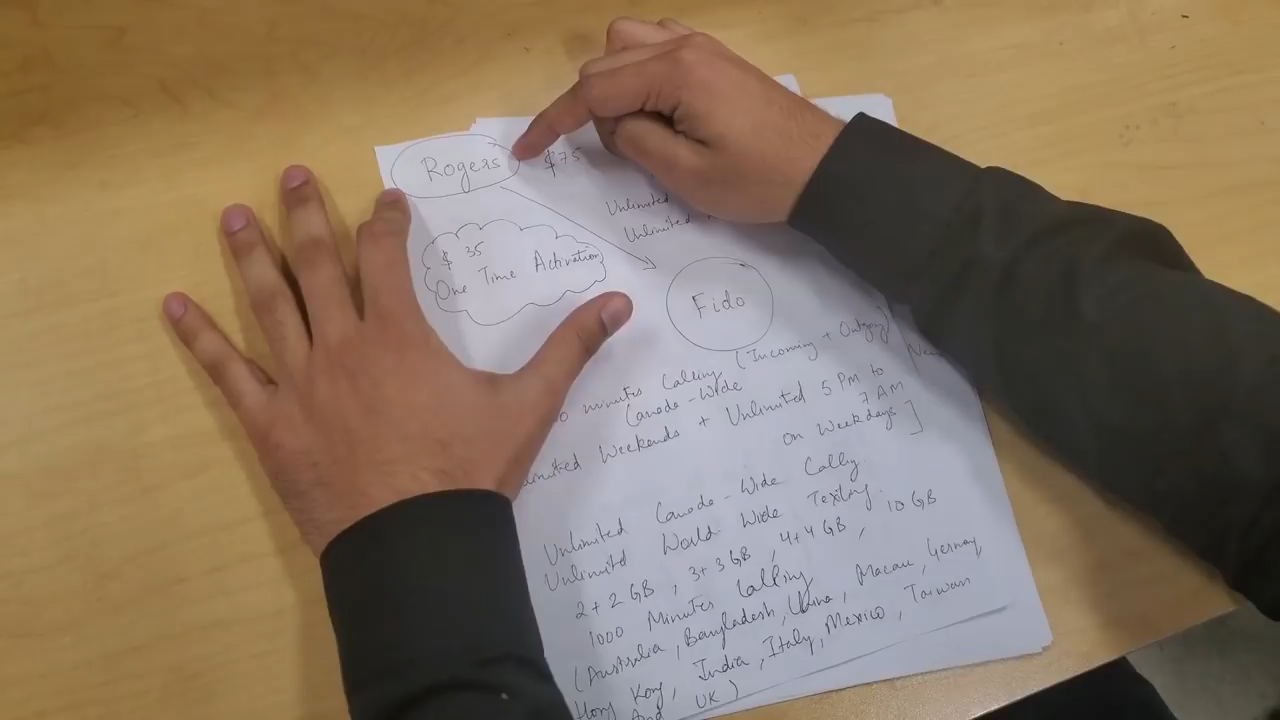 Rogers $75
Unlimited
Unlimited
$ 35
One Time Activation
Fido
minutes Calling (Incoming + Outgoing)
Canada-Wide
Weekends + Unlimited 5 Pm to
7 AM
on Weekdays ]
Unlimited Canada-Wide Callig
Unlimited World Wide Texting.
2+2 GB , 3+3 GB , 4+4 GB , 10 GB
1000 Minutes Calling
(Australia, Bangladesh, China, Macau, Germany,
Hong Kong, India, Italy, Mexico, Taiwan
And UK)